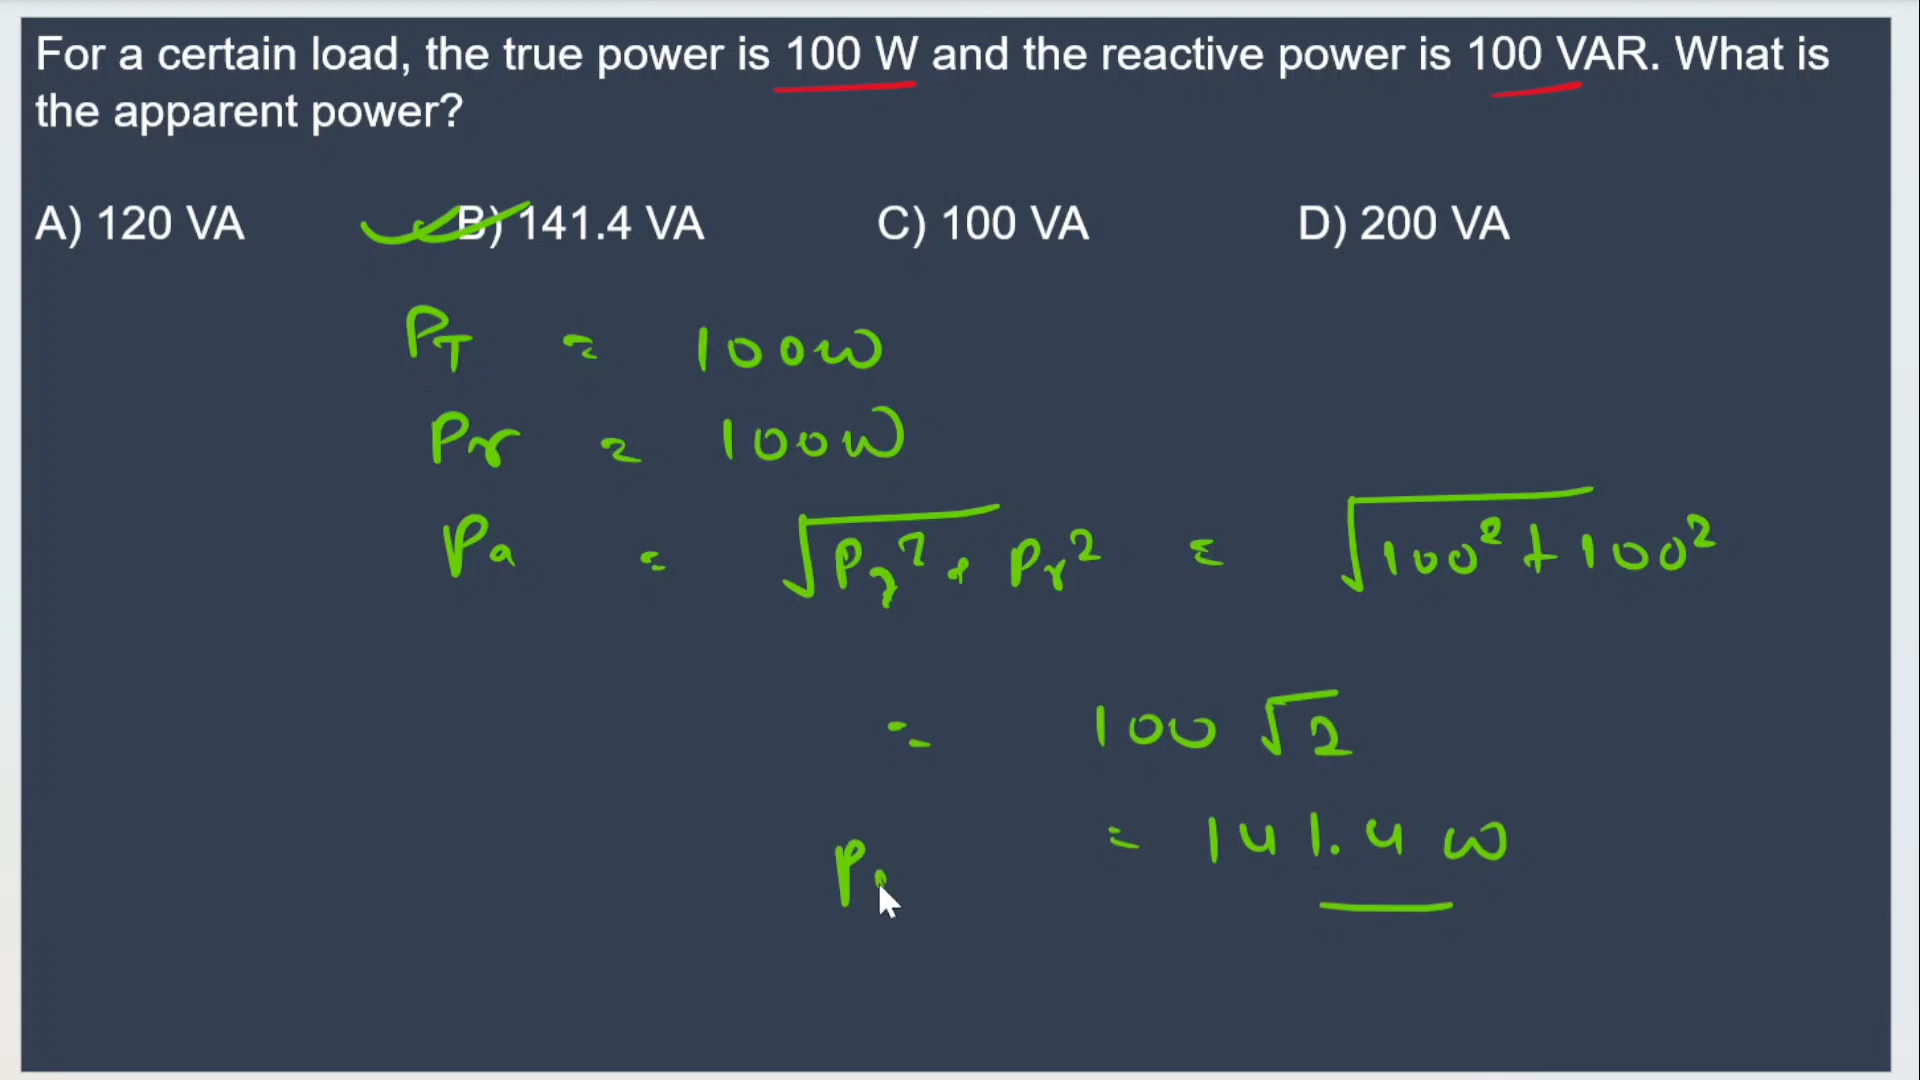 For a certain load, the true power is 100 W and the reactive power is 100 VAR. What is
the apparent power?
A) 120 VA B) 141.4 VA C) 100 VA D) 200 VA
PT = 100W
Pr = 100W
Pa = √PT² + Pr² = √100² + 100²
= 100 √2
= 141.4 W
P